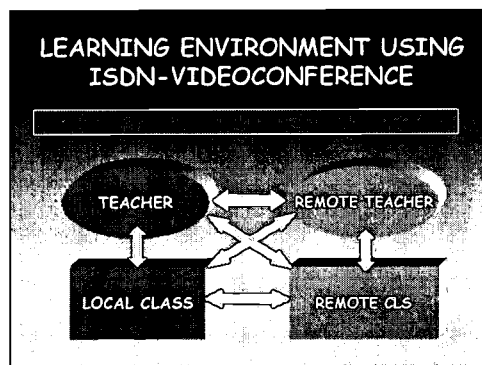 LEARNING ENVIRONMENT USING
ISDN-VIDEOCONFERENCE
TEACHER
REMOTE TEACHER
LOCAL CLASS
REMOTE CLS